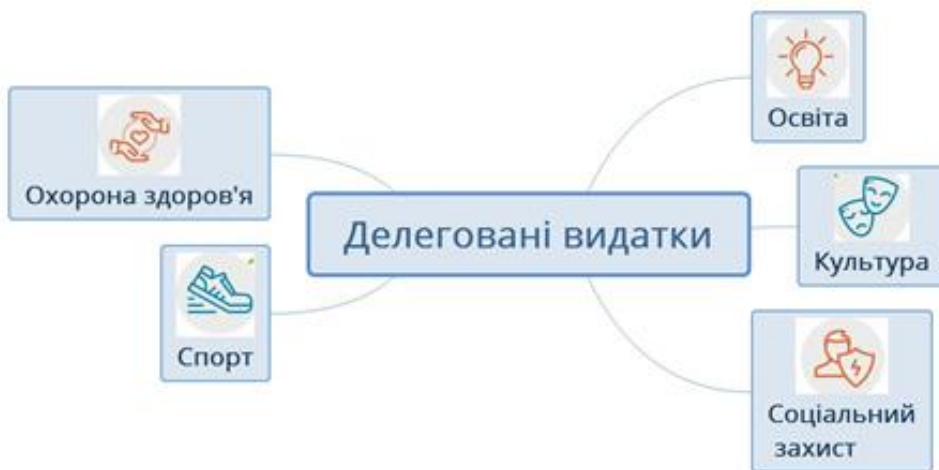 Освіта
Охорона здоров'я
Делеговані видатки
Культура
Спорт
Соціальний
захист